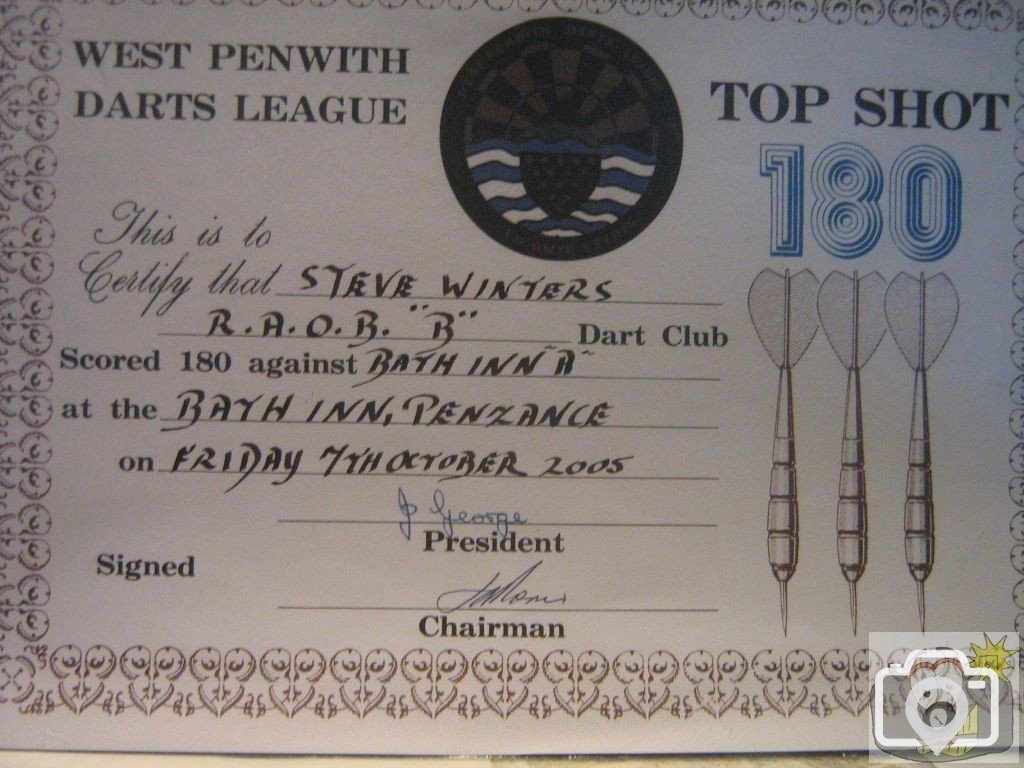 WEST PENWITH
DARTS LEAGUE
TOP SHOT
180
This is to
Certify that STEVE WINTERS
R.A.O.B. "B" Dart Club
Scored 180 against BATH INN "A"
at the BATH INN, PENZANCE
on FRIDAY 7TH OCTOBER 2005
J George
President
Signed
Chairman